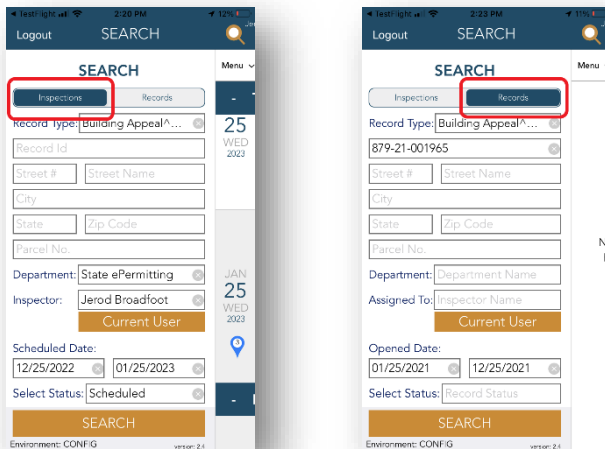 TestFlight 2:20 PM 12%
Logout SEARCH
SEARCH
Menu
Inspections Records
Record Type: Building Appeal^...
Record Id
Street # Street Name
City
State Zip Code
Parcel No.
Department: State ePermitting
Inspector: Jerod Broadfoot
Current User
Scheduled Date:
12/25/2022 01/25/2023
Select Status: Scheduled
SEARCH
Environment: CONFIG version: 2.4
25
WED
2023
JAN
25
WED
2023
3
TestFlight 2:23 PM 11%
Logout SEARCH
SEARCH
Menu
Inspections Records
Record Type: Building Appeal^...
879-21-001965
Street # Street Name
City
State Zip Code
Parcel No.
Department: Department Name
Assigned To: Inspector Name
Current User
Opened Date:
01/25/2021 12/25/2021
Select Status: Record Status
SEARCH
Environment: CONFIG version: 2.4